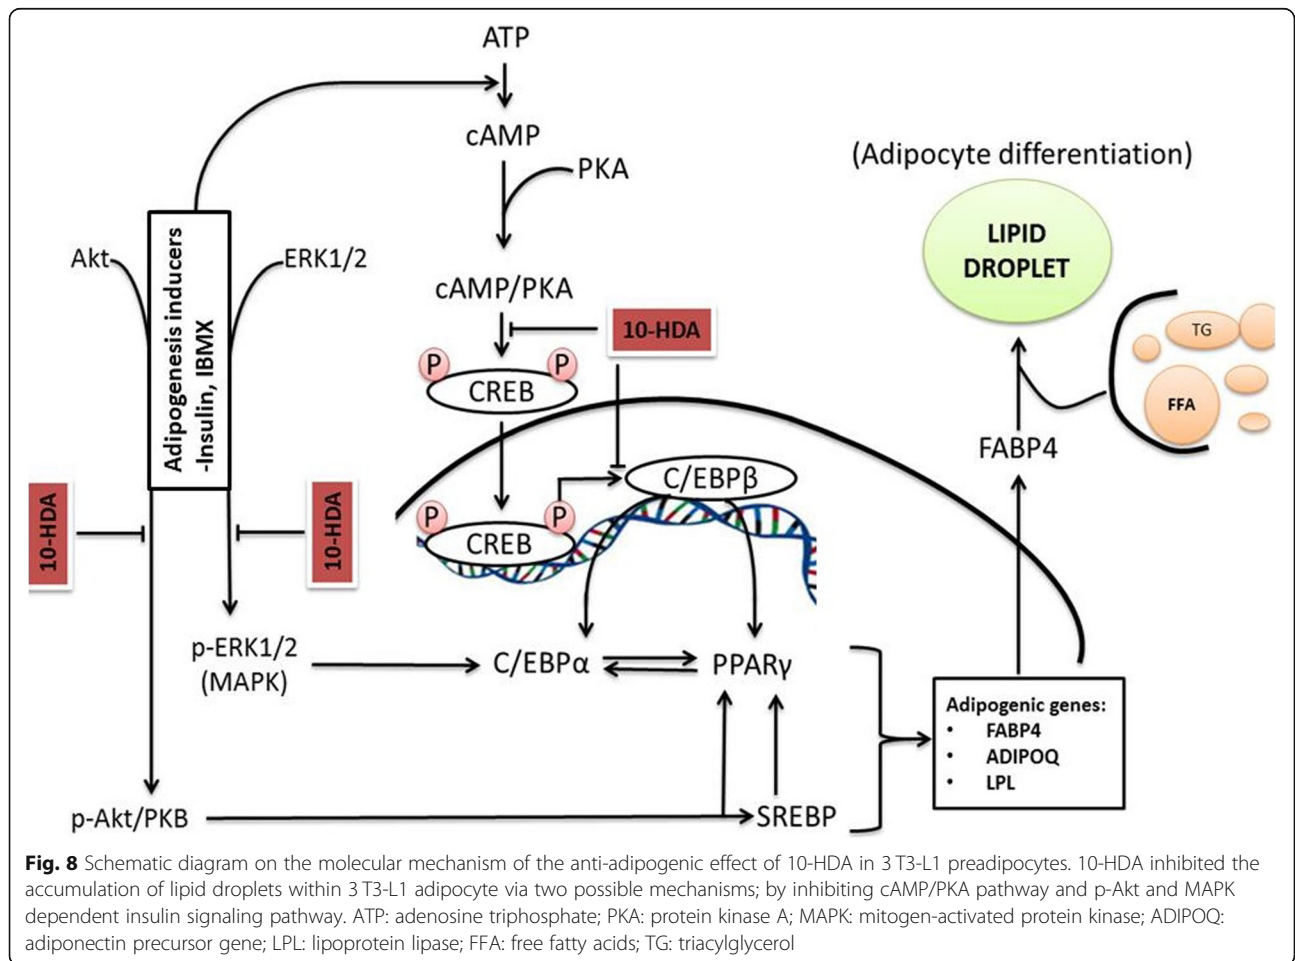 ATP
cAMP
PKA
(Adipocyte differentiation)
LIPID
DROPLET
Akt
Adipogenesis inducers
-Insulin, IBMX
ERK1/2
cAMP/PKA
10-HDA
TG
FFA
P
P
CREB
FABP4
C/EBPβ
10-HDA
10-HDA
P
P
CREB
p-ERK1/2
(MAPK)
C/EBPα
PPARγ
Adipogenic genes:
• FABP4
• ADIPOQ
• LPL
p-Akt/PKB
SREBP
Fig. 8 Schematic diagram on the molecular mechanism of the anti-adipogenic effect of 10-HDA in 3 T3-L1 preadipocytes. 10-HDA inhibited the
accumulation of lipid droplets within 3 T3-L1 adipocyte via two possible mechanisms; by inhibiting cAMP/PKA pathway and p-Akt and MAPK
dependent insulin signaling pathway. ATP: adenosine triphosphate; PKA: protein kinase A; MAPK: mitogen-activated protein kinase; ADIPOQ:
adiponectin precursor gene; LPL: lipoprotein lipase; FFA: free fatty acids; TG: triacylglycerol